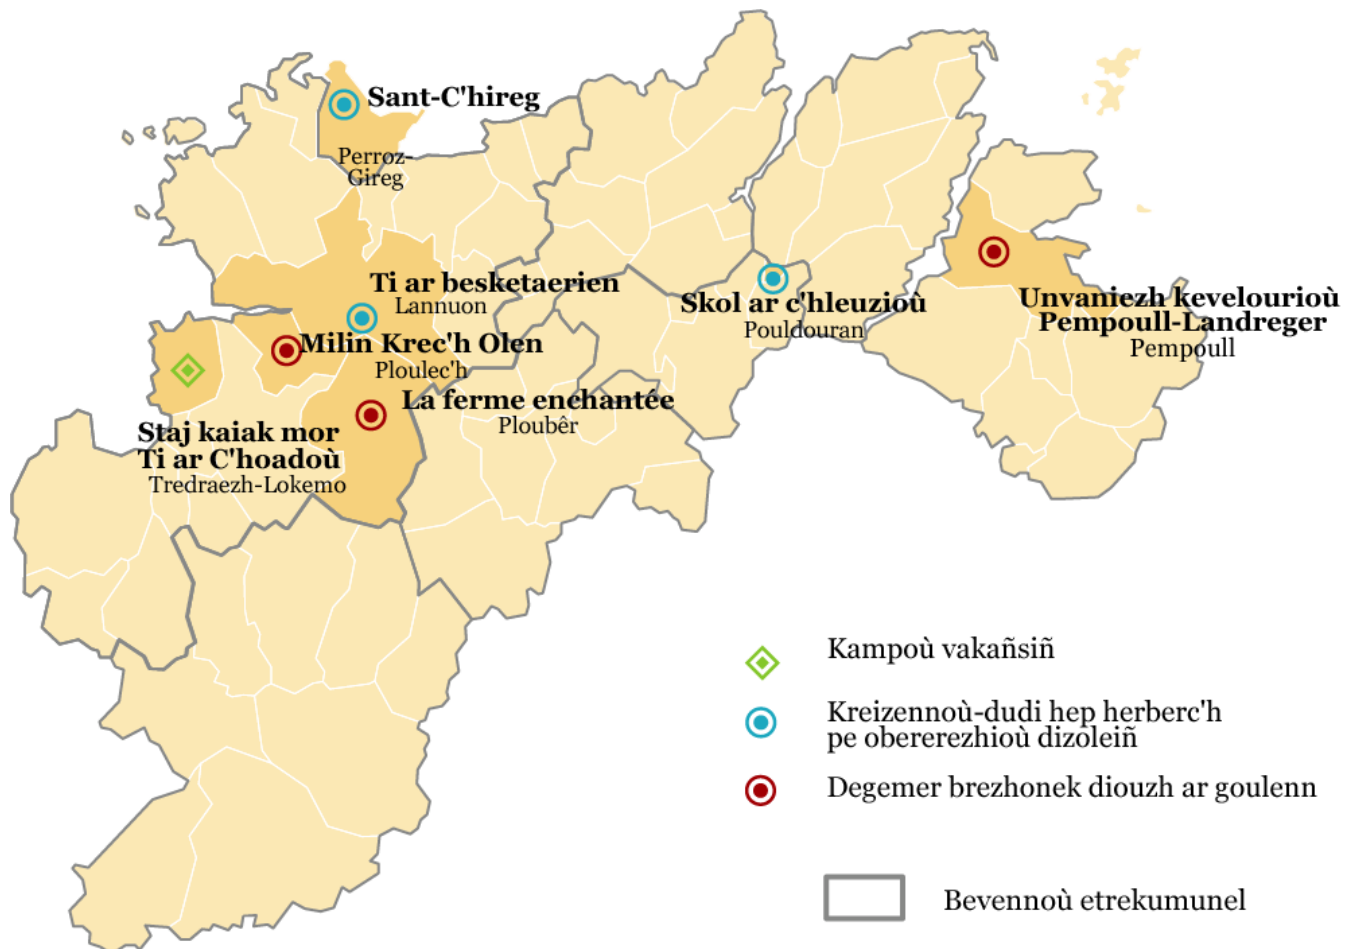 Sant-C'hireg
Perroz-
Gireg
Ti ar besketaerien
Lannuon
Milin Krec'h Olen
Ploulec'h
La ferme enchantée
Ploubêr
Staj kaiak mor
Ti ar C'hoadoù
Tredraezh-Lokemo
Skol ar c'hleuzioù
Pouldouran
Unvaniezh kevelourioù
Pempoull-Landreger
Pempoull
Kampoù vakañsiñ
Kreizennoù-dudi hep herberc'h
pe obererezhioù dizoleiñ
Degemer brezhonek diouzh ar goulenn
Bevennoù etrekumunel